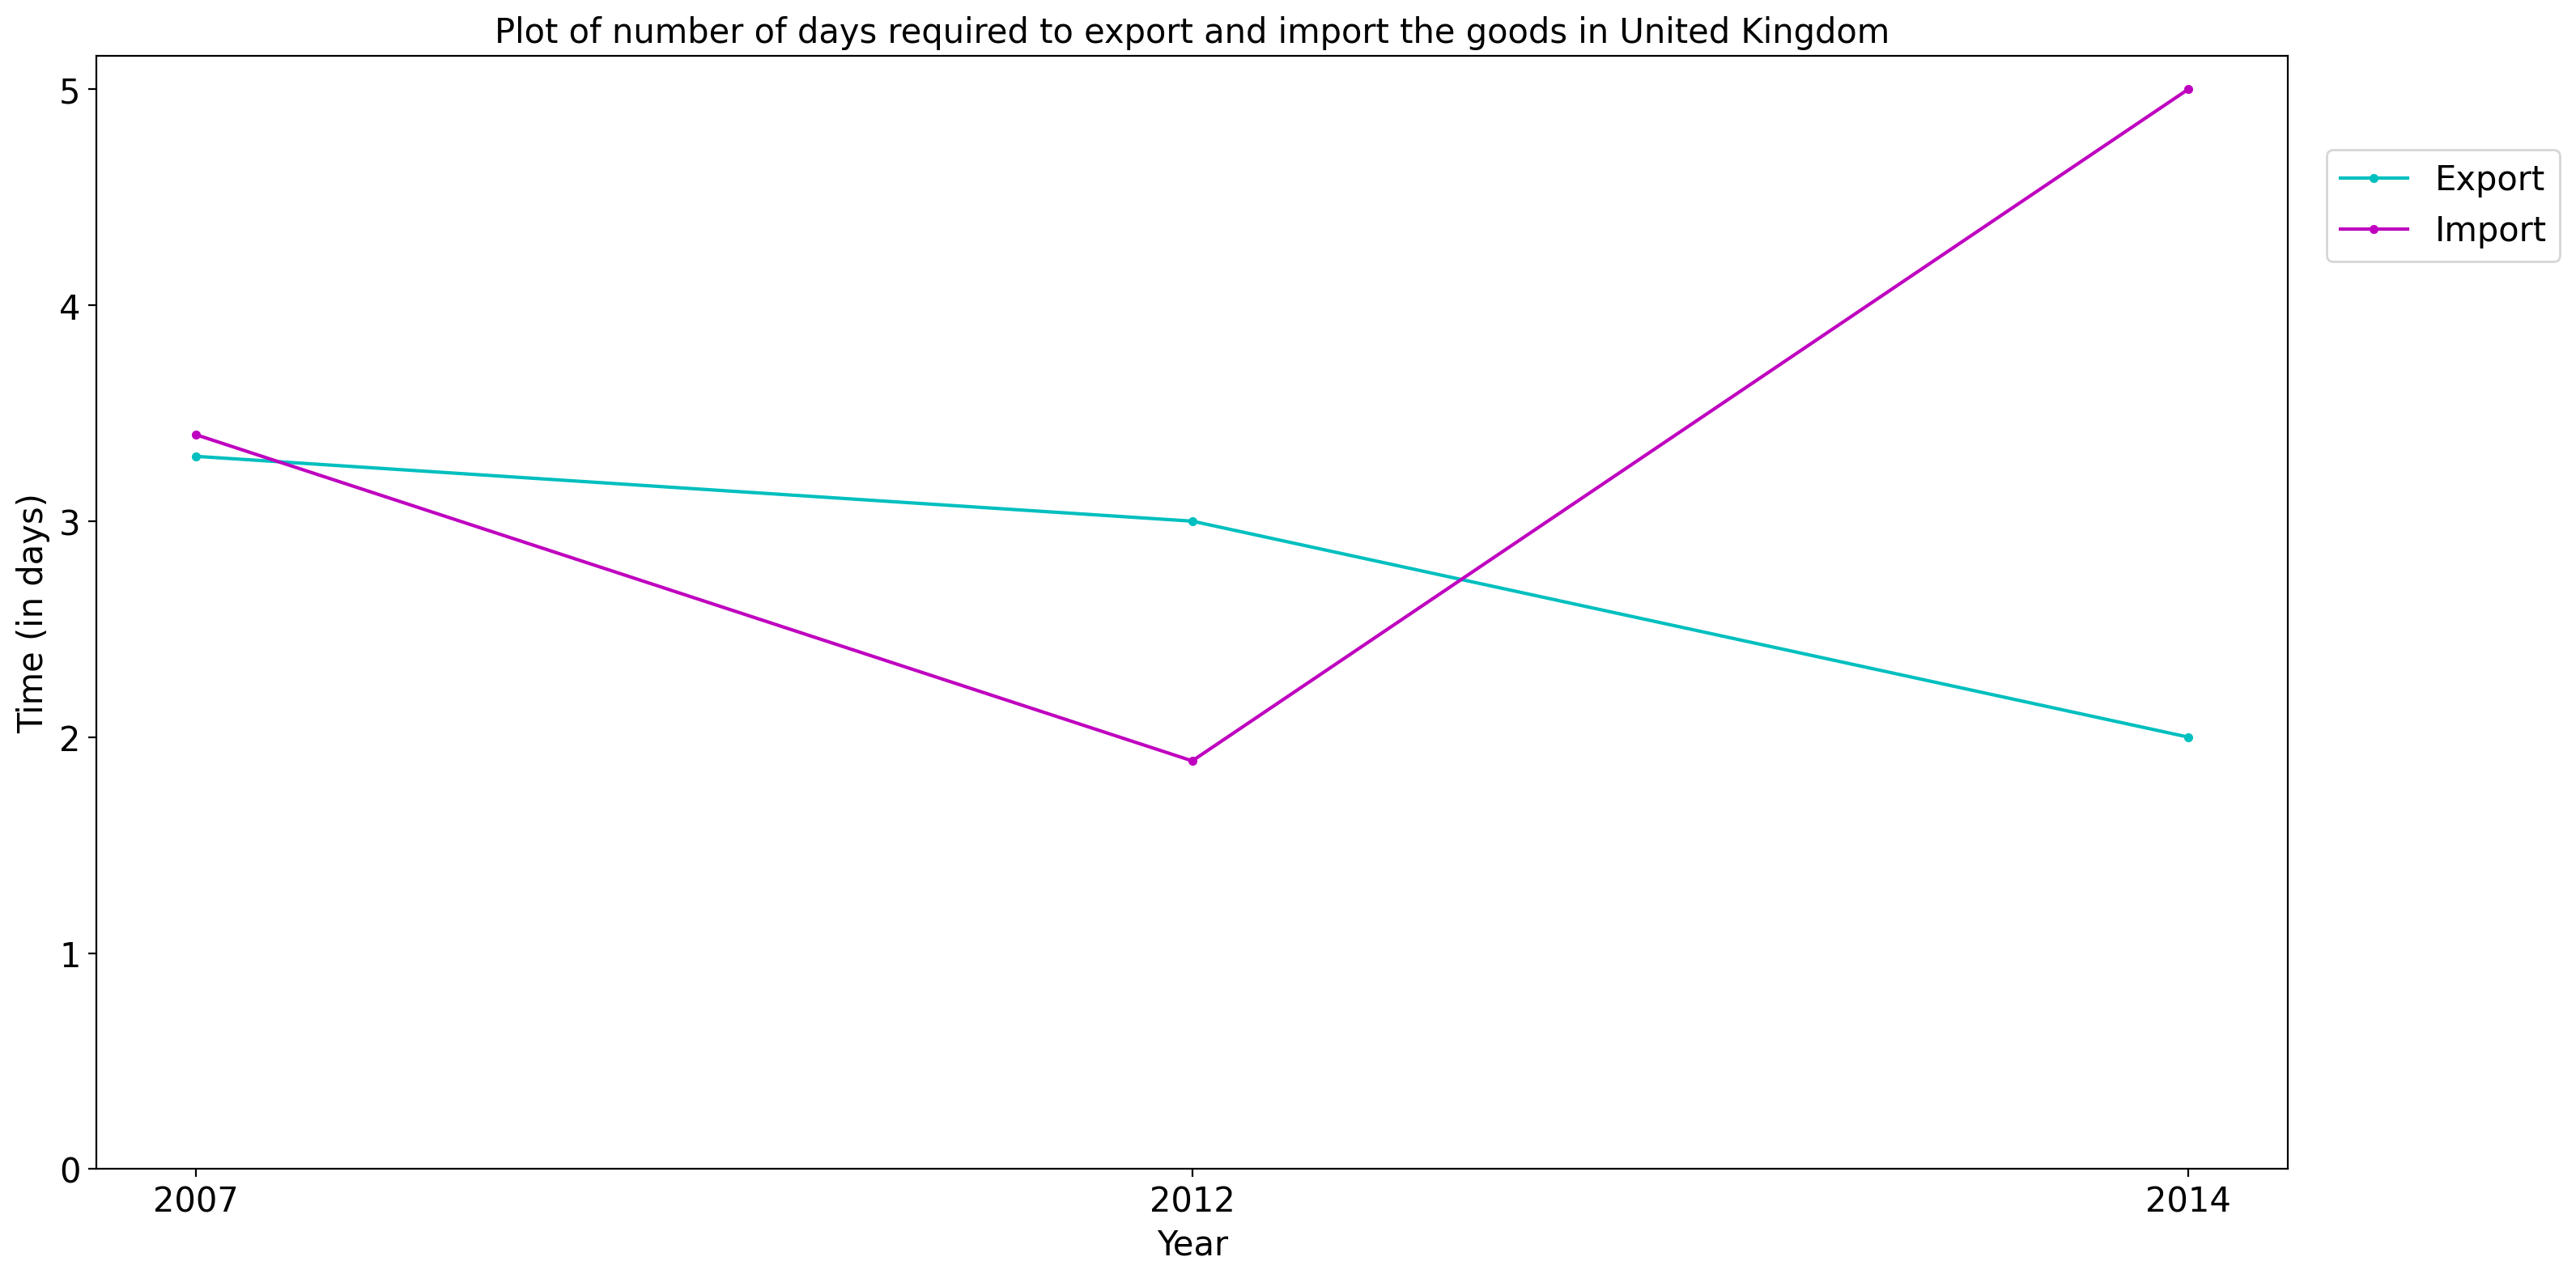 Plot of number of days required to export and import the goods in United Kingdom
5
4
3
2
1
0
Time (in days)
2007
2012
2014
Year
Export
Import